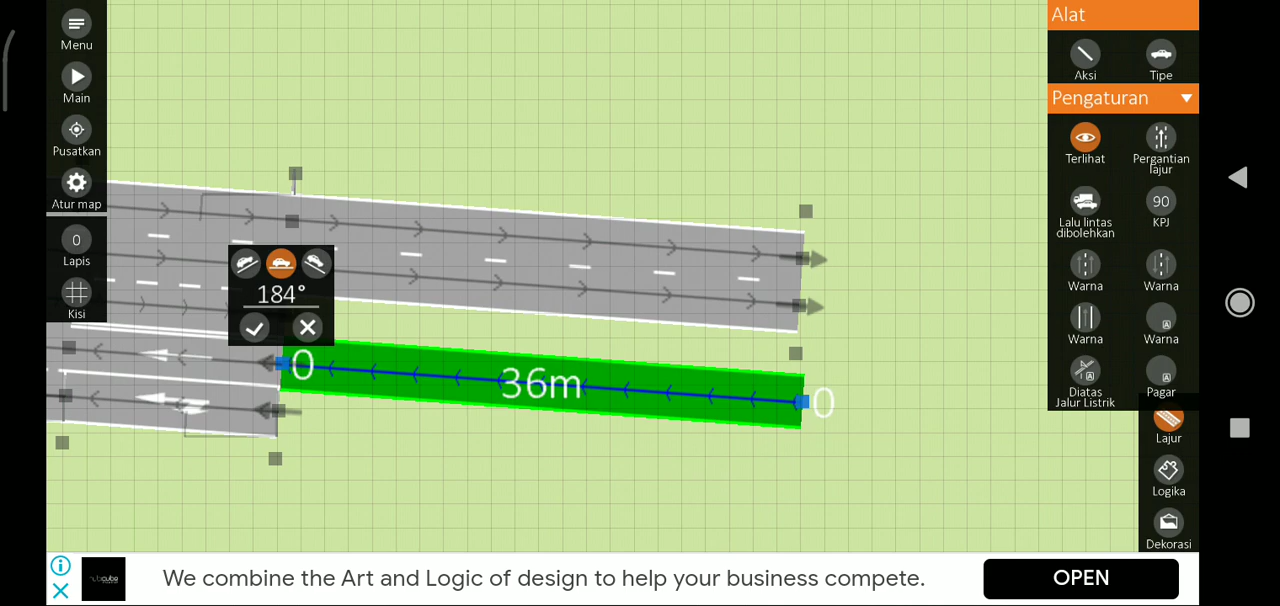 Menu
Main
Pusatkan
Atur map
0
Lapis
Kisi
184°
0
36m
0
Alat
Aksi
Tipe
Pengaturan
Terlihat
Pergantian
lajur
Lalu lintas
dibolehkan
90
KPJ
Warna
Warna
Warna
A
Warna
A
Diatas
Jalur Listrik
A
Pagar
Lajur
Logika
Dekorasi
We combine the Art and Logic of design to help your business compete.
OPEN